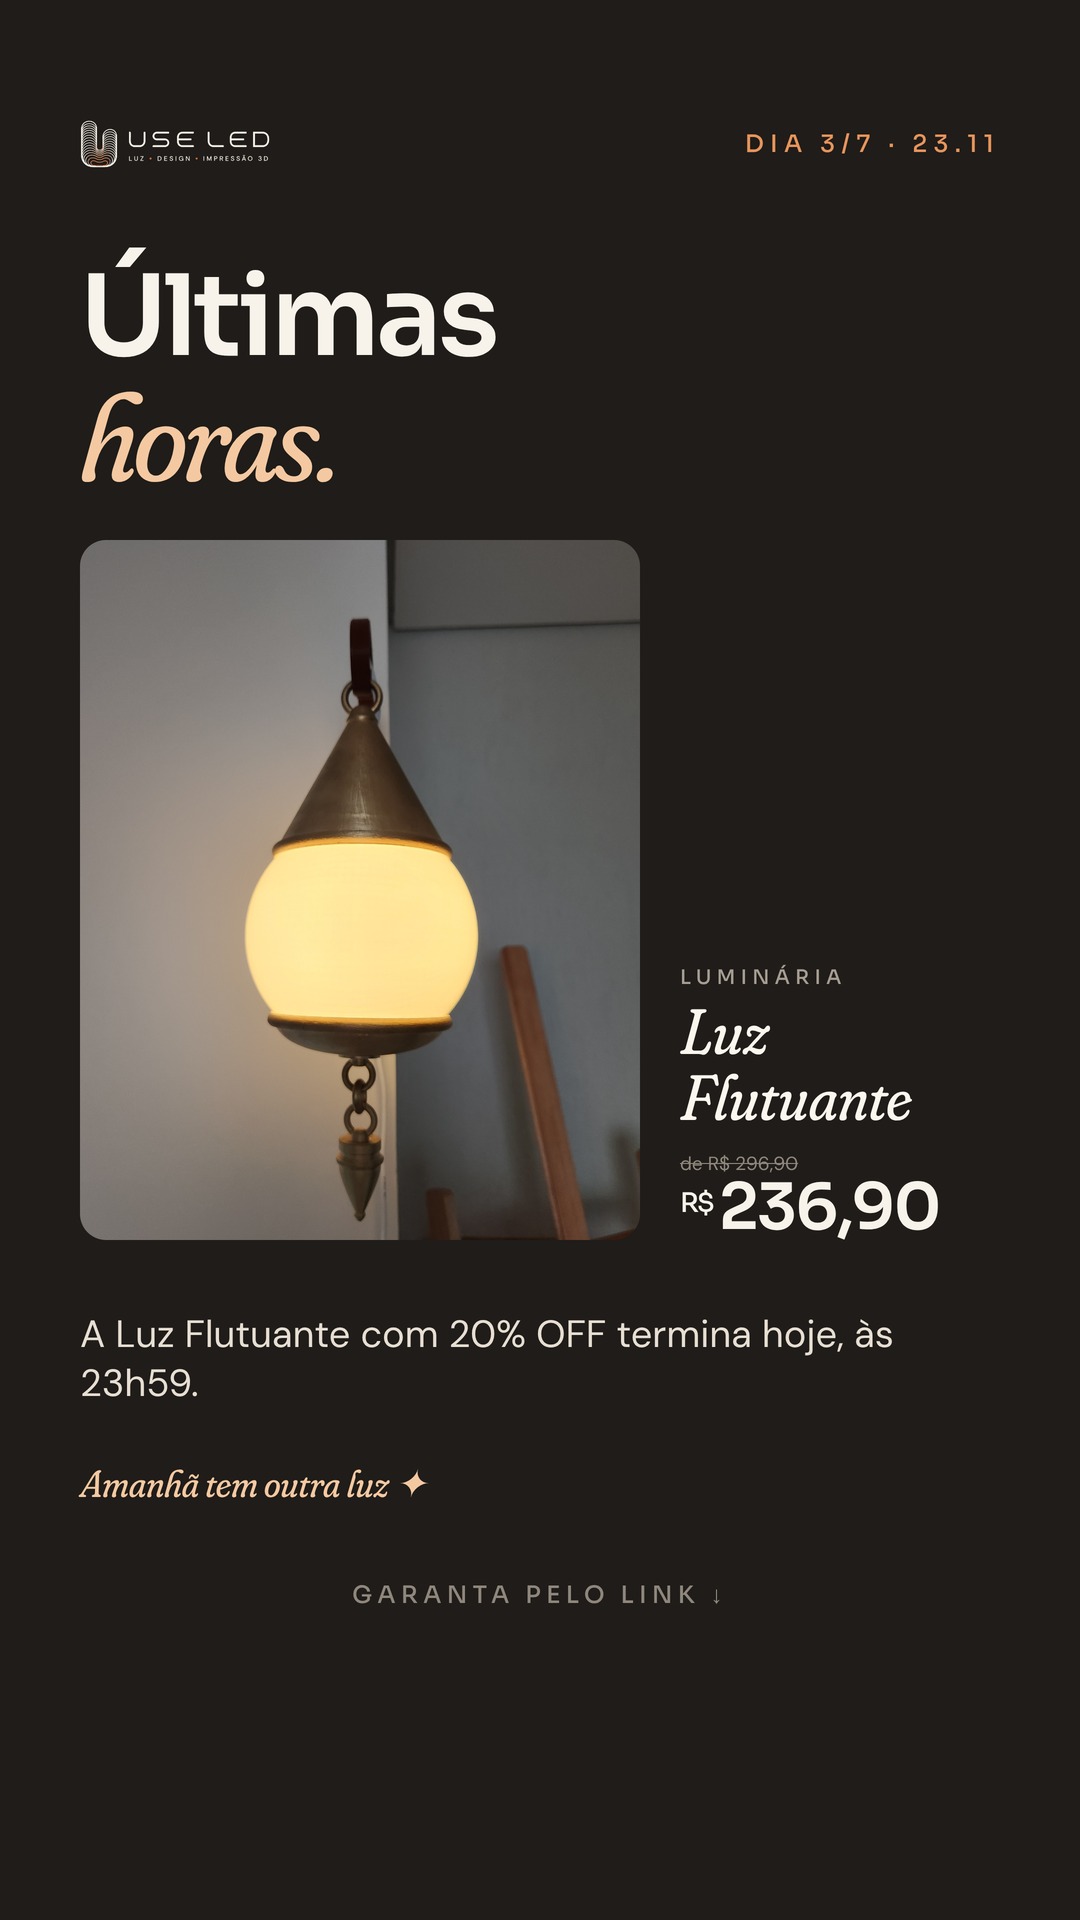 USE LED
LUZ • DESIGN • IMPRESSÃO 3D
DIA 3/7 · 23.11
Últimas
horas.
LUMINÁRIA
Luz
Flutuante
de R$ 296,90
R$ 236,90
A Luz Flutuante com 20% OFF termina hoje, às
23h59.
Amanhã tem outra luz ✦
GARANTA PELO LINK ↓